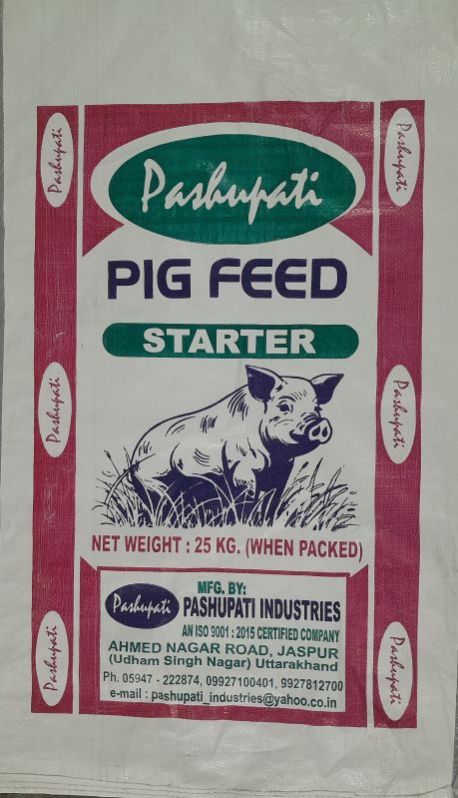 Pashupati
Pashupati
Pashupati
PIG FEED
STARTER
Pashupati
Pashupati
NET WEIGHT : 25 KG. (WHEN PACKED)
MFG. BY:
Pashupati PASHUPATI INDUSTRIES
AN ISO 9001 : 2015 CERTIFIED COMPANY
AHMED NAGAR ROAD, JASPUR
(Udham Singh Nagar) Uttarakhand
Ph. 05947 - 222874, 09927100401, 9927812700
e-mail : pashupati_industries@yahoo.co.in
Pashupati
Pashupati